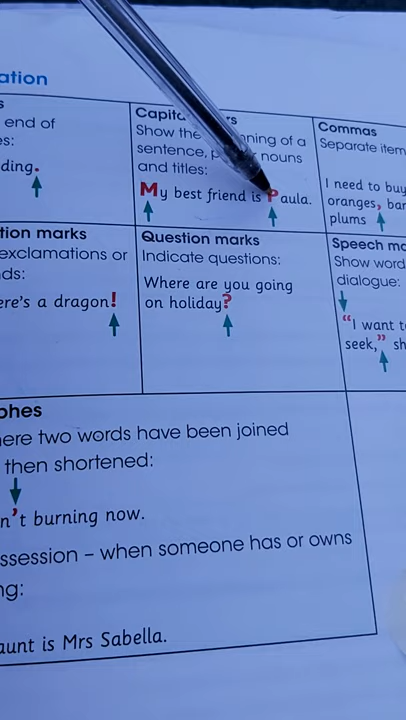 ation
s
end of
es:
ding.
Show the
ning of a
sentence,
nouns
and titles:
My best friend is Paula.
Commas
Separate item
I need to buy
oranges, bar
plums
tion marks
exclamations or
ds:
ere's a dragon!
Question marks
Indicate questions:
Where are you going
on holiday?
Speech ma
Show word
dialogue:
"I want t
seek," sh
phes
here two words have been joined
then shortened:
n't burning now.
ssession – when someone has or owns
ng:
aunt is Mrs Sabella.